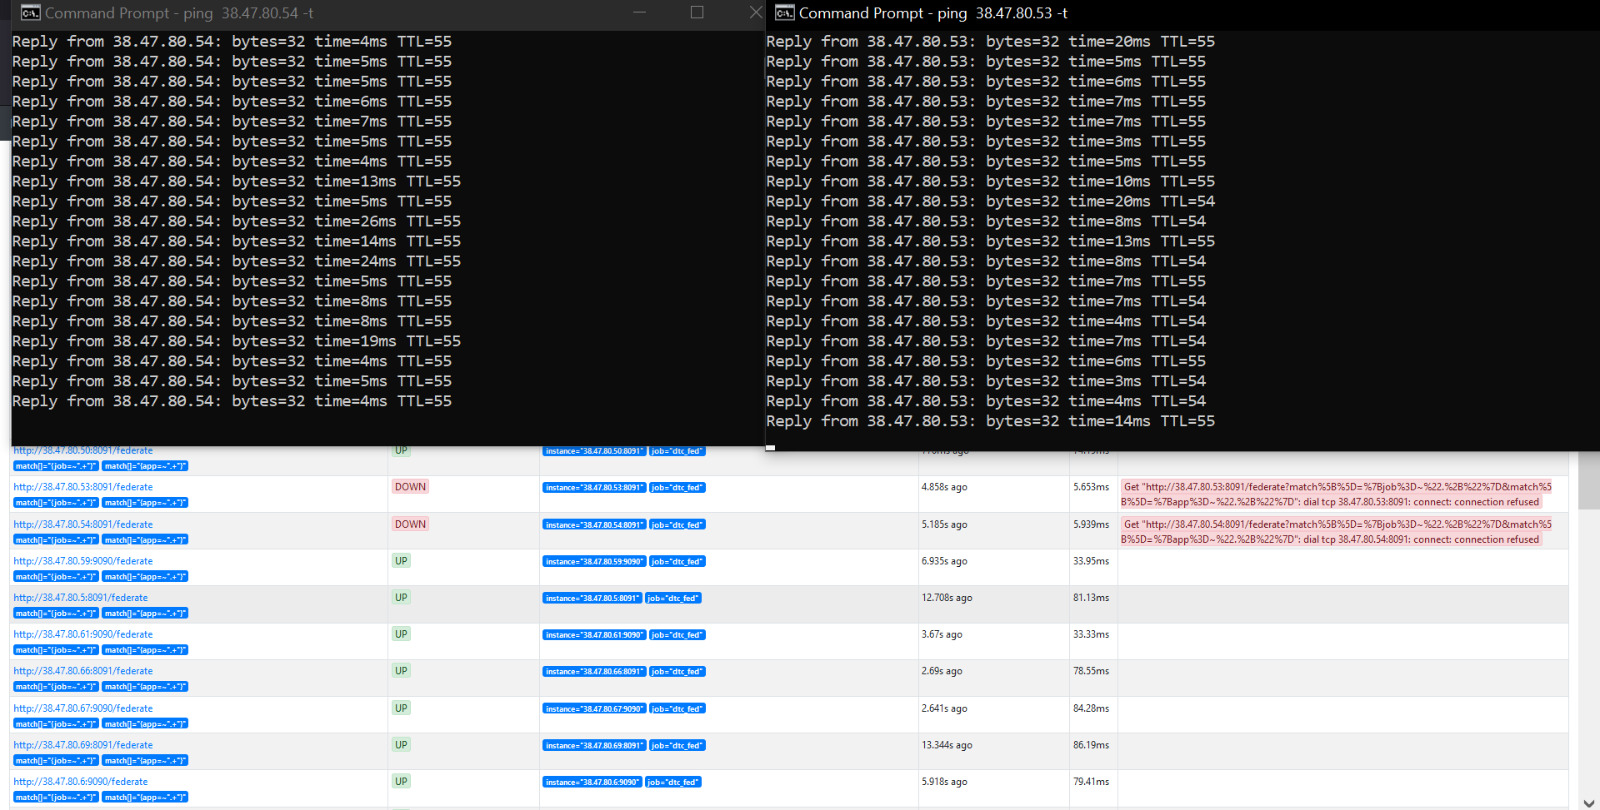 Command Prompt - ping  38.47.80.54 -t
Reply from 38.47.80.54: bytes=32 time=4ms TTL=55
Reply from 38.47.80.54: bytes=32 time=5ms TTL=55
Reply from 38.47.80.54: bytes=32 time=5ms TTL=55
Reply from 38.47.80.54: bytes=32 time=6ms TTL=55
Reply from 38.47.80.54: bytes=32 time=7ms TTL=55
Reply from 38.47.80.54: bytes=32 time=5ms TTL=55
Reply from 38.47.80.54: bytes=32 time=4ms TTL=55
Reply from 38.47.80.54: bytes=32 time=13ms TTL=55
Reply from 38.47.80.54: bytes=32 time=5ms TTL=55
Reply from 38.47.80.54: bytes=32 time=26ms TTL=55
Reply from 38.47.80.54: bytes=32 time=14ms TTL=55
Reply from 38.47.80.54: bytes=32 time=24ms TTL=55
Reply from 38.47.80.54: bytes=32 time=5ms TTL=55
Reply from 38.47.80.54: bytes=32 time=8ms TTL=55
Reply from 38.47.80.54: bytes=32 time=8ms TTL=55
Reply from 38.47.80.54: bytes=32 time=19ms TTL=55
Reply from 38.47.80.54: bytes=32 time=4ms TTL=55
Reply from 38.47.80.54: bytes=32 time=5ms TTL=55
Reply from 38.47.80.54: bytes=32 time=4ms TTL=55
Command Prompt - ping  38.47.80.53 -t
Reply from 38.47.80.53: bytes=32 time=20ms TTL=55
Reply from 38.47.80.53: bytes=32 time=5ms TTL=55
Reply from 38.47.80.53: bytes=32 time=6ms TTL=55
Reply from 38.47.80.53: bytes=32 time=7ms TTL=55
Reply from 38.47.80.53: bytes=32 time=7ms TTL=55
Reply from 38.47.80.53: bytes=32 time=3ms TTL=55
Reply from 38.47.80.53: bytes=32 time=5ms TTL=55
Reply from 38.47.80.53: bytes=32 time=10ms TTL=55
Reply from 38.47.80.53: bytes=32 time=20ms TTL=54
Reply from 38.47.80.53: bytes=32 time=8ms TTL=54
Reply from 38.47.80.53: bytes=32 time=13ms TTL=55
Reply from 38.47.80.53: bytes=32 time=8ms TTL=54
Reply from 38.47.80.53: bytes=32 time=7ms TTL=55
Reply from 38.47.80.53: bytes=32 time=7ms TTL=54
Reply from 38.47.80.53: bytes=32 time=4ms TTL=54
Reply from 38.47.80.53: bytes=32 time=7ms TTL=54
Reply from 38.47.80.53: bytes=32 time=6ms TTL=55
Reply from 38.47.80.53: bytes=32 time=3ms TTL=54
Reply from 38.47.80.53: bytes=32 time=4ms TTL=54
Reply from 38.47.80.53: bytes=32 time=14ms TTL=55
http://38.47.80.50:8091/federate UP instance="38.47.80.50:8091" job="dtc_fed"
match[]="{job=~".+"}" match[]="{app=~".+"}"
http://38.47.80.53:8091/federate DOWN instance="38.47.80.53:8091" job="dtc_fed" 4.858s ago 5.653ms Get "http://38.47.80.53:8091/federate?match%5B%5D=%7Bjob%3D~%22.%2B%22%7D&match%5
match[]="{job=~".+"}" match[]="{app=~".+"}" B%5D=%7Bapp%3D~%22.%2B%22%7D": dial tcp 38.47.80.53:8091: connect: connection refused
http://38.47.80.54:8091/federate DOWN instance="38.47.80.54:8091" job="dtc_fed" 5.185s ago 5.939ms Get "http://38.47.80.54:8091/federate?match%5B%5D=%7Bjob%3D~%22.%2B%22%7D&match%5
match[]="{job=~".+"}" match[]="{app=~".+"}" B%5D=%7Bapp%3D~%22.%2B%22%7D": dial tcp 38.47.80.54:8091: connect: connection refused
http://38.47.80.59:9090/federate UP instance="38.47.80.59:9090" job="dtc_fed" 6.935s ago 33.95ms
match[]="{job=~".+"}" match[]="{app=~".+"}"
http://38.47.80.5:8091/federate UP instance="38.47.80.5:8091" job="dtc_fed" 12.708s ago 81.13ms
match[]="{job=~".+"}" match[]="{app=~".+"}"
http://38.47.80.61:9090/federate UP instance="38.47.80.61:9090" job="dtc_fed" 3.67s ago 33.33ms
match[]="{job=~".+"}" match[]="{app=~".+"}"
http://38.47.80.66:8091/federate UP instance="38.47.80.66:8091" job="dtc_fed" 2.69s ago 78.55ms
match[]="{job=~".+"}" match[]="{app=~".+"}"
http://38.47.80.67:9090/federate UP instance="38.47.80.67:9090" job="dtc_fed" 2.641s ago 84.28ms
match[]="{job=~".+"}" match[]="{app=~".+"}"
http://38.47.80.69:8091/federate UP instance="38.47.80.69:8091" job="dtc_fed" 13.344s ago 86.19ms
match[]="{job=~".+"}" match[]="{app=~".+"}"
http://38.47.80.6:9090/federate UP instance="38.47.80.6:9090" job="dtc_fed" 5.918s ago 79.41ms
match[]="{job=~".+"}" match[]="{app=~".+"}"